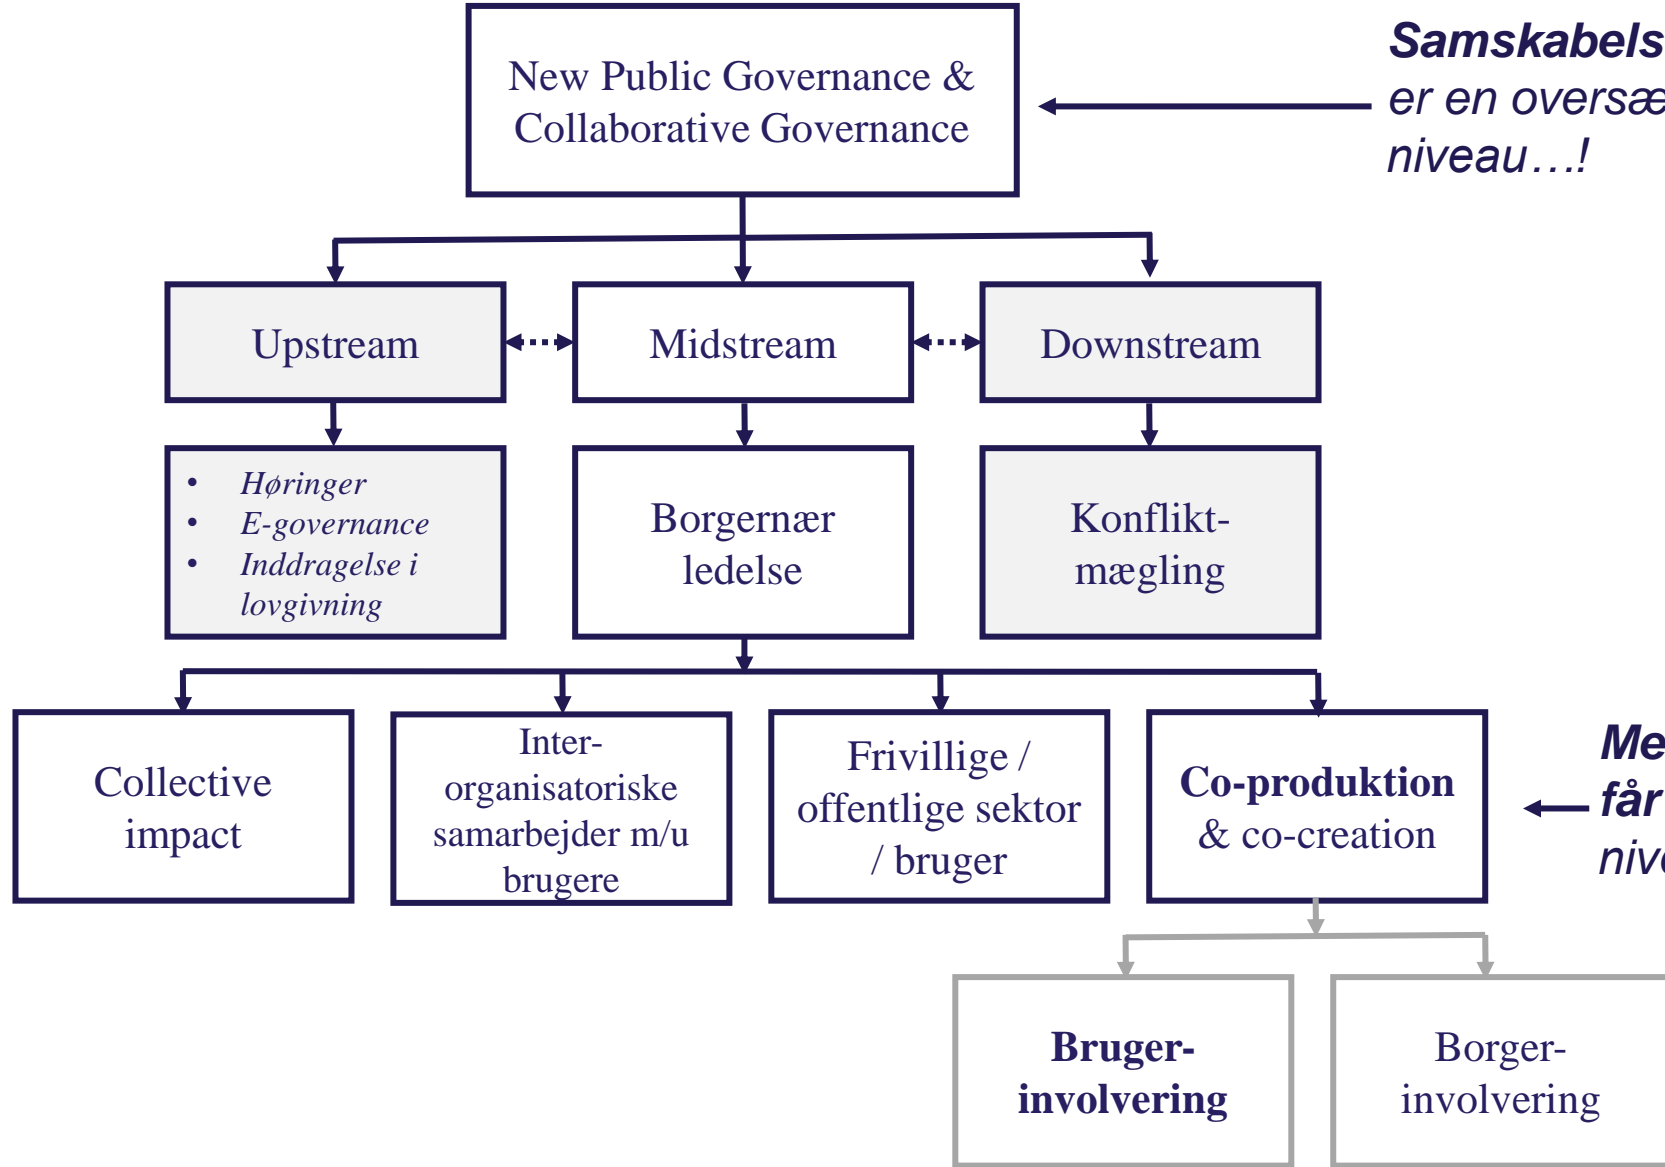 New Public Governance &
Collaborative Governance
Samskabels
er en oversæ
niveau…!
Upstream
Midstream
Downstream
• Høringer
• E-governance
• Inddragelse i
lovgivning
Borgernær
ledelse
Konflikt-
mægling
Collective
impact
Inter-
organisatoriske
samarbejder m/u
brugere
Frivillige /
offentlige sektor
/ bruger
Co-produktion
& co-creation
Me
får
nive
Bruger-
involvering
Borger-
involvering